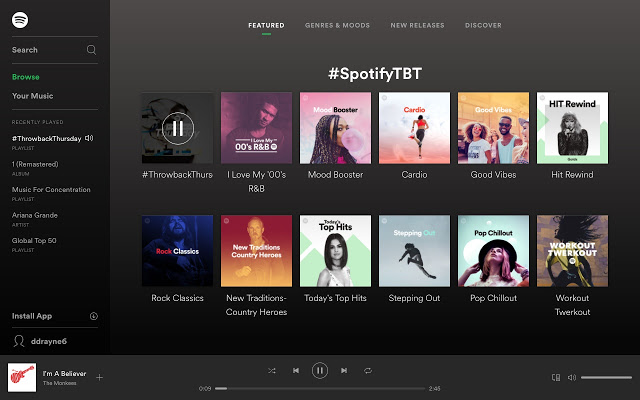 FEATURED
GENRES & MOODS
NEW RELEASES
DISCOVER
Search
Browse
Your Music
RECENTLY PLAYED
#ThrowbackThursday
PLAYLIST
1 (Remastered)
ALBUM
Music For Concentration
PLAYLIST
Ariana Grande
ARTIST
Global Top 50
PLAYLIST
Install App
ddrayne6
#SpotifyTBT
I Love My
00's R&B
Mood Booster
Cardio
Good Vibes
HIT Rewind
#ThrowbackThurs
I Love My '00's
R&B
Mood Booster
Cardio
Good Vibes
Hit Rewind
Rock Classics
New Traditions
Country Heroes
Today's
Top Hits
Stepping Out
Pop Chillout
WORKOUT
TWERKOUT
Rock Classics
New Traditions-
Country Heroes
Today's Top Hits
Stepping Out
Pop Chillout
Workout
Twerkout
I'm A Believer
The Monkees
0:09
2:45